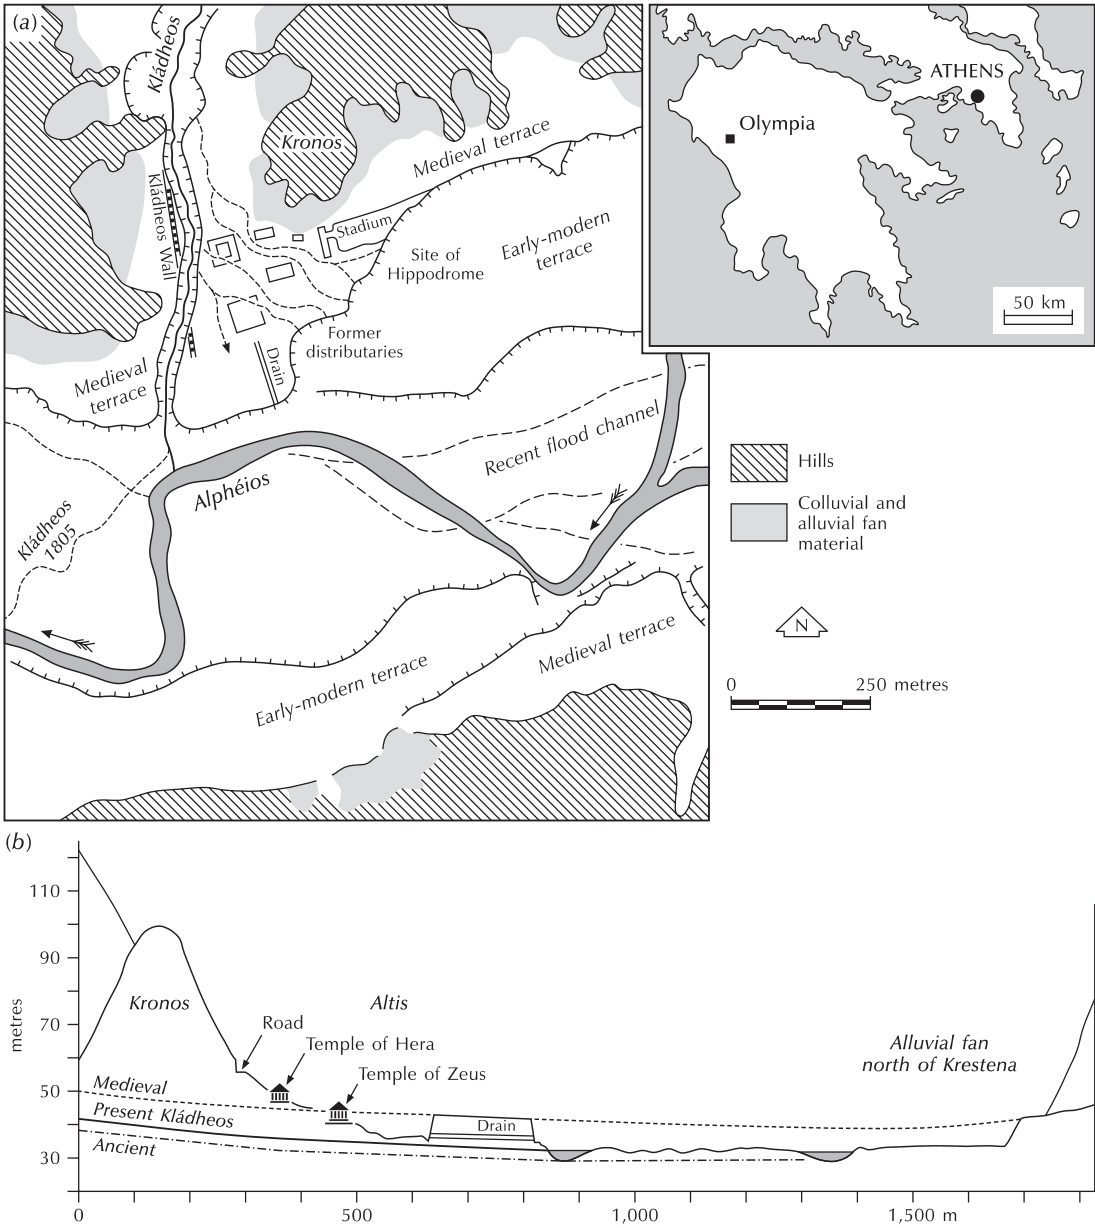 (a)
Kládheos
Kronos
Medieval terrace
Kládheos Wall
Stadium
Site of
Hippodrome
Early-modern
terrace
Former
distributaries
Drain
Medieval
terrace
Recent flood channel
Alphéios
Kládheos
1805
Early-modern terrace
Medieval terrace
ATHENS
Olympia
50 km
Hills
Colluvial and
alluvial fan
material
N
0 250 metres
(b)
110
90
70
50
30
metres
Kronos
Altis
Road
Temple of Hera
Temple of Zeus
Alluvial fan
north of Krestena
Medieval
Present Kládheos
Ancient
Drain
0 500 1,000 1,500 m